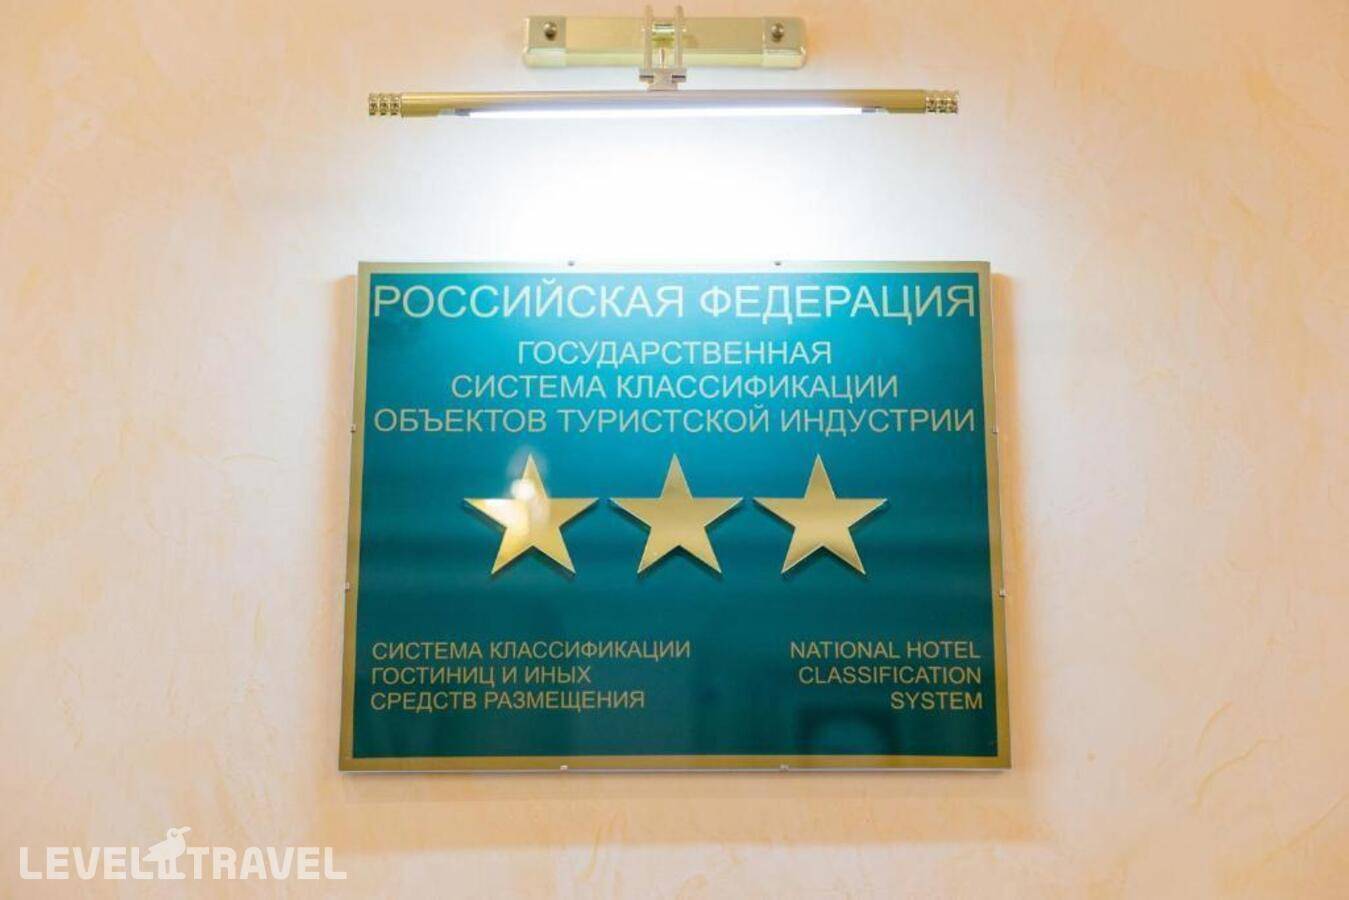 РОССИЙСКАЯ ФЕДЕРАЦИЯ
ГОСУДАРСТВЕННАЯ
СИСТЕМА КЛАССИФИКАЦИИ
ОБЪЕКТОВ ТУРИСТСКОЙ ИНДУСТРИИ
СИСТЕМА КЛАССИФИКАЦИИ
ГОСТИНИЦ И ИНЫХ
СРЕДСТВ РАЗМЕЩЕНИЯ
NATIONAL HOTEL
CLASSIFICATION
SYSTEM
LEVEL TRAVEL